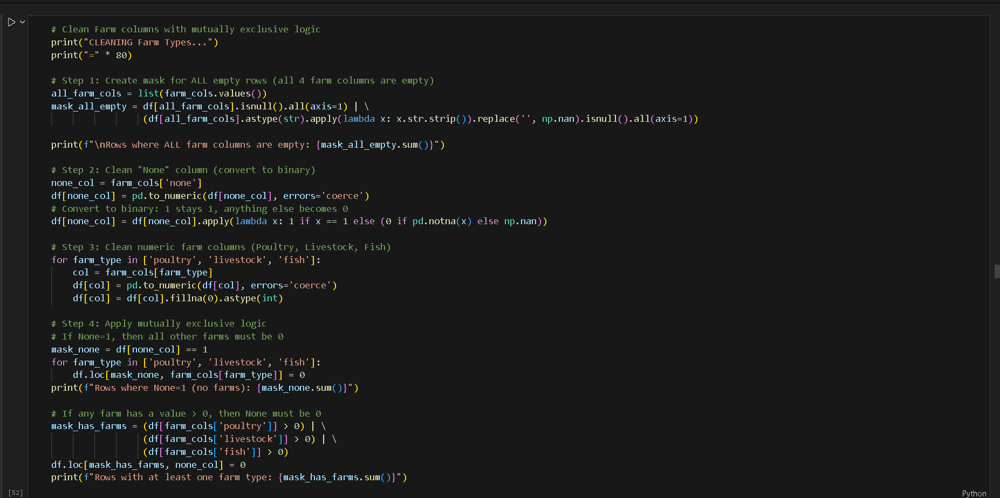 # Clean Farm columns with mutually exclusive logic
print("CLEANING Farm Types...")
print("=" * 80)
# Step 1: Create mask for ALL empty rows (all 4 farm columns are empty)
all_farm_cols = list(farm_cols.values())
mask_all_empty = df[all_farm_cols].isnull().all(axis=1) | \
(df[all_farm_cols].astype(str).apply(lambda x: x.str.strip()).replace('', np.nan).isnull().all(axis=1))
print(f"\nRows where ALL farm columns are empty: {mask_all_empty.sum()}")
# Step 2: Clean "None" column (convert to binary)
none_col = farm_cols['none']
df[none_col] = pd.to_numeric(df[none_col], errors='coerce')
# Convert to binary: 1 stays 1, anything else becomes 0
df[none_col] = df[none_col].apply(lambda x: 1 if x == 1 else (0 if pd.notna(x) else np.nan))
# Step 3: Clean numeric farm columns (Poultry, Livestock, Fish)
for farm_type in ['poultry', 'livestock', 'fish']:
col = farm_cols[farm_type]
df[col] = pd.to_numeric(df[col], errors='coerce')
df[col] = df[col].fillna(0).astype(int)
# Step 4: Apply mutually exclusive logic
# If None=1, then all other farms must be 0
mask_none = df[none_col] == 1
for farm_type in ['poultry', 'livestock', 'fish']:
df.loc[mask_none, farm_cols[farm_type]] = 0
print(f"Rows where None=1 (no farms): {mask_none.sum()}")
# If any farm has a value > 0, then None must be 0
mask_has_farms = (df[farm_cols['poultry']] > 0) | \
(df[farm_cols['livestock']] > 0) | \
(df[farm_cols['fish']] > 0)
df.loc[mask_has_farms, none_col] = 0
print(f"Rows with at least one farm type: {mask_has_farms.sum()}")
[52]
Python